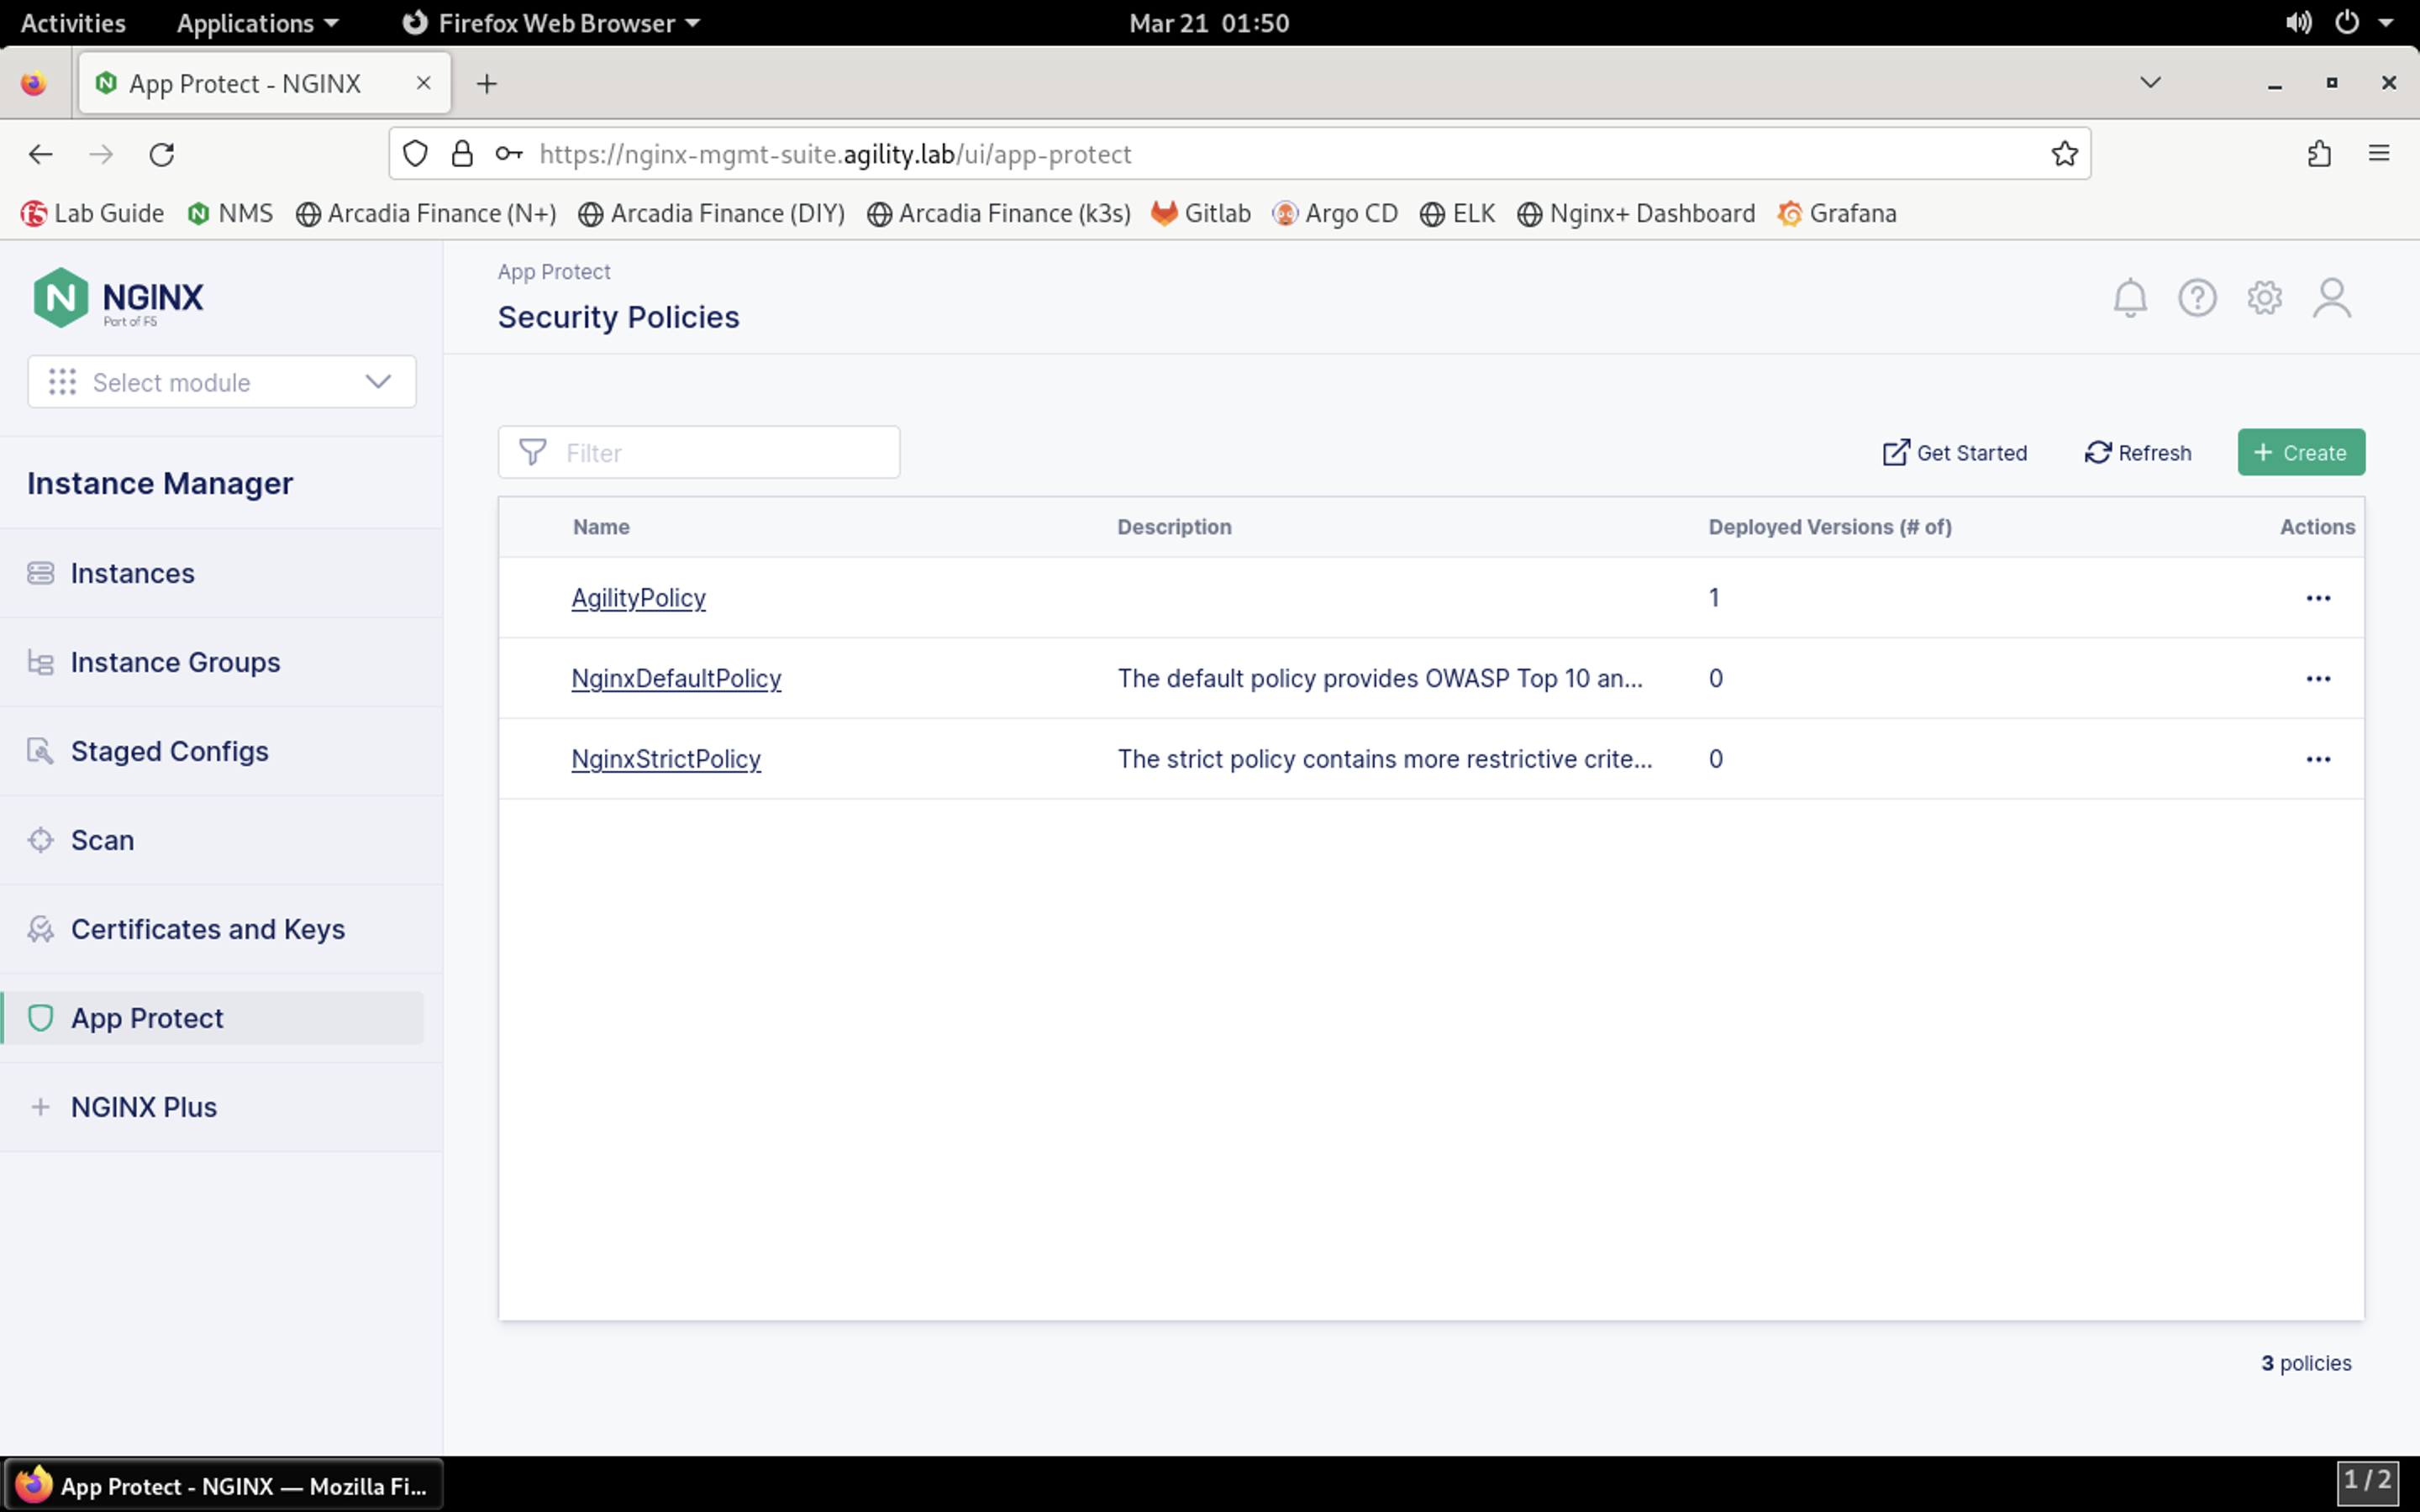 Activities Applications Firefox Web Browser Mar 21 01:50
App Protect - NGINX
https://nginx-mgmt-suite.agility.lab/ui/app-protect
Lab Guide NMS Arcadia Finance (N+) Arcadia Finance (DIY) Arcadia Finance (k3s) Gitlab Argo CD ELK Nginx+ Dashboard Grafana
NGINX
Part of F5
Select module
Instance Manager
Instances
Instance Groups
Staged Configs
Scan
Certificates and Keys
App Protect
NGINX Plus
App Protect
Security Policies
Filter Get Started Refresh + Create
Name Description Deployed Versions (# of) Actions
AgilityPolicy 1 ...
NginxDefaultPolicy The default policy provides OWASP Top 10 an... 0 ...
NginxStrictPolicy The strict policy contains more restrictive crite... 0 ...
3 policies
App Protect - NGINX — Mozilla Fi... 1 / 2